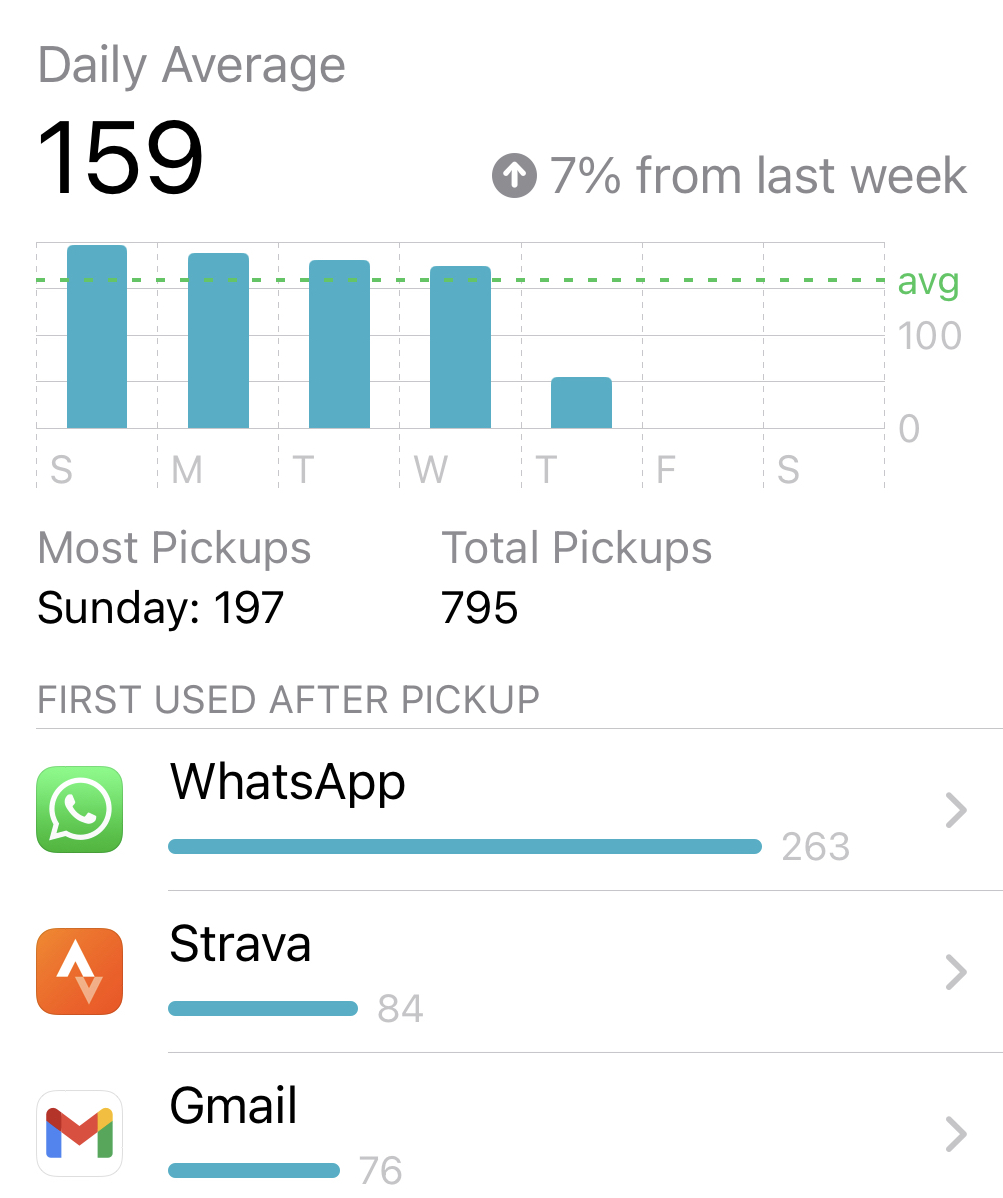 Daily Average
159
7% from last week
avg
100
0
S M T W T F S
Most Pickups Total Pickups
Sunday: 197 795
FIRST USED AFTER PICKUP
WhatsApp
263
Strava
84
Gmail
76